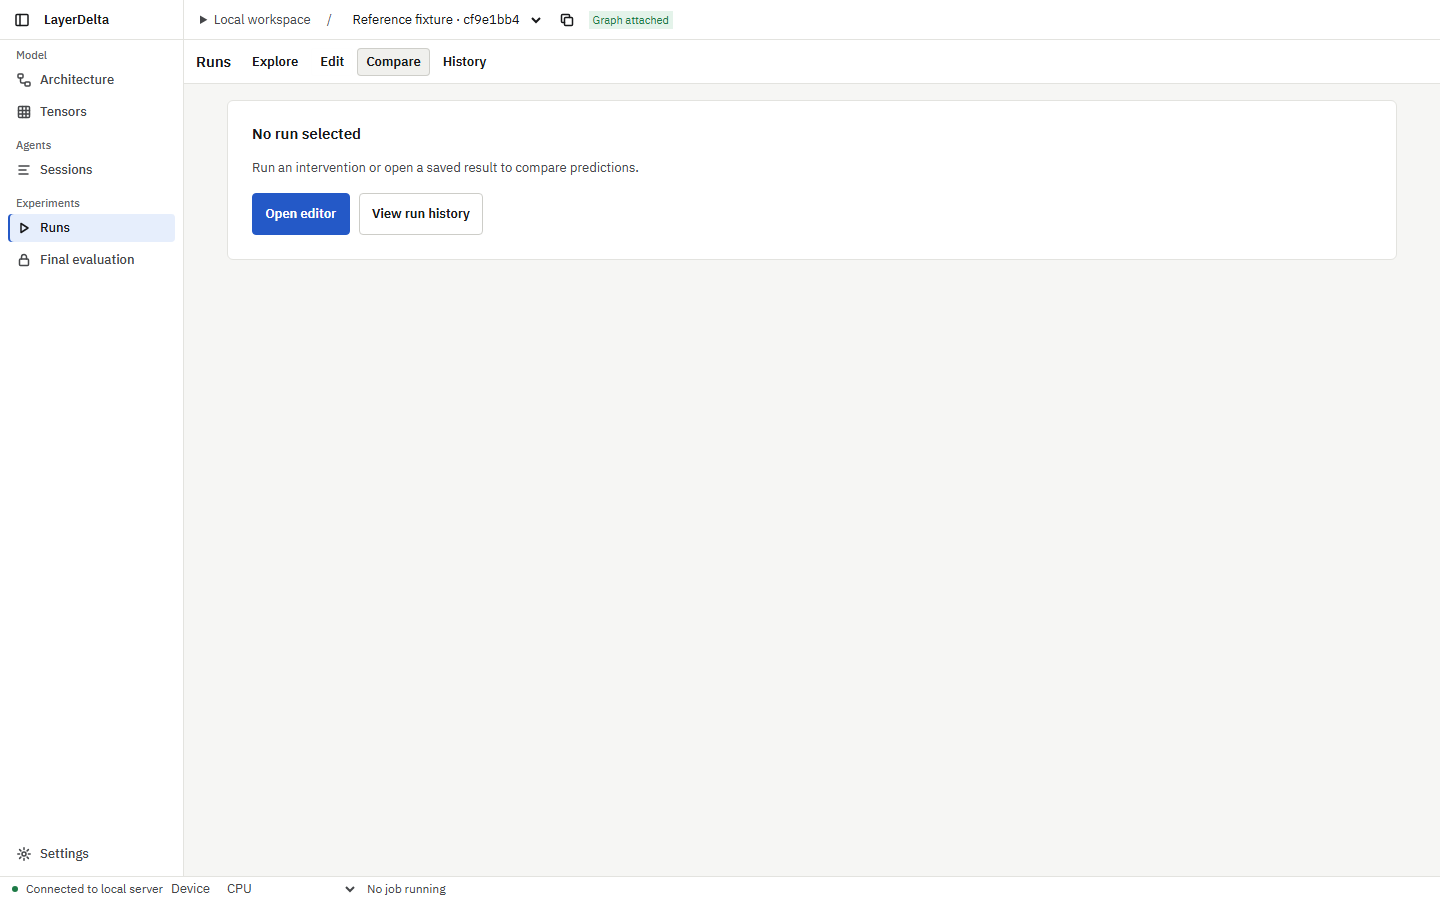 LayerDelta
Local workspace / Reference fixture · cf9e1bb4
Graph attached
Model
Architecture
Tensors
Agents
Sessions
Experiments
Runs
Final evaluation
Settings
Runs
Explore
Edit
Compare
History
No run selected
Run an intervention or open a saved result to compare predictions.
Open editor
View run history
Connected to local server
Device
CPU
No job running